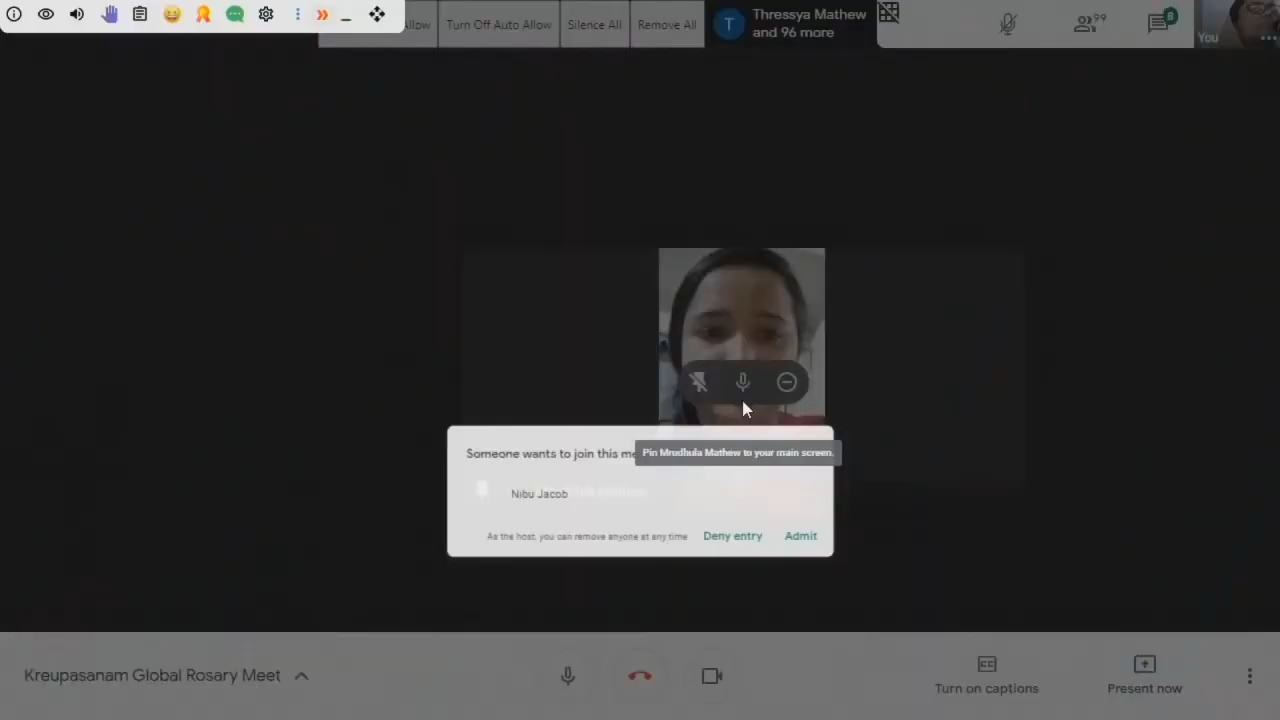 llow
Turn Off Auto Allow
Silence All
Remove All
T
Thressya Mathew
and 96 more
99
8
You
Someone wants to join this me
Pin Mrudhula Mathew to your main screen.
Nibu Jacob
As the host, you can remove anyone at any time
Deny entry
Admit
Kreupasanam Global Rosary Meet
CC
Turn on captions
Present now